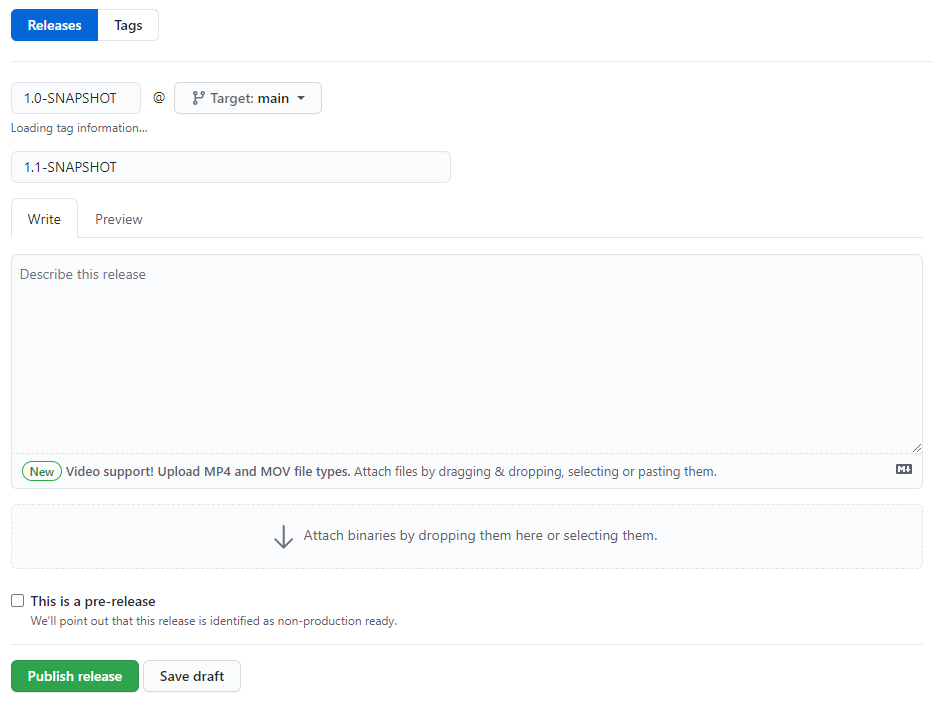 Releases Tags
1.0-SNAPSHOT @ Target: main
Loading tag information...
1.1-SNAPSHOT
Write Preview
Describe this release
New Video support! Upload MP4 and MOV file types. Attach files by dragging & dropping, selecting or pasting them.
Attach binaries by dropping them here or selecting them.
This is a pre-release
We'll point out that this release is identified as non-production ready.
Publish release Save draft